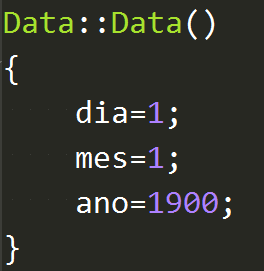 Data::Data()
{
dia=1;
mes=1;
ano=1900;
}